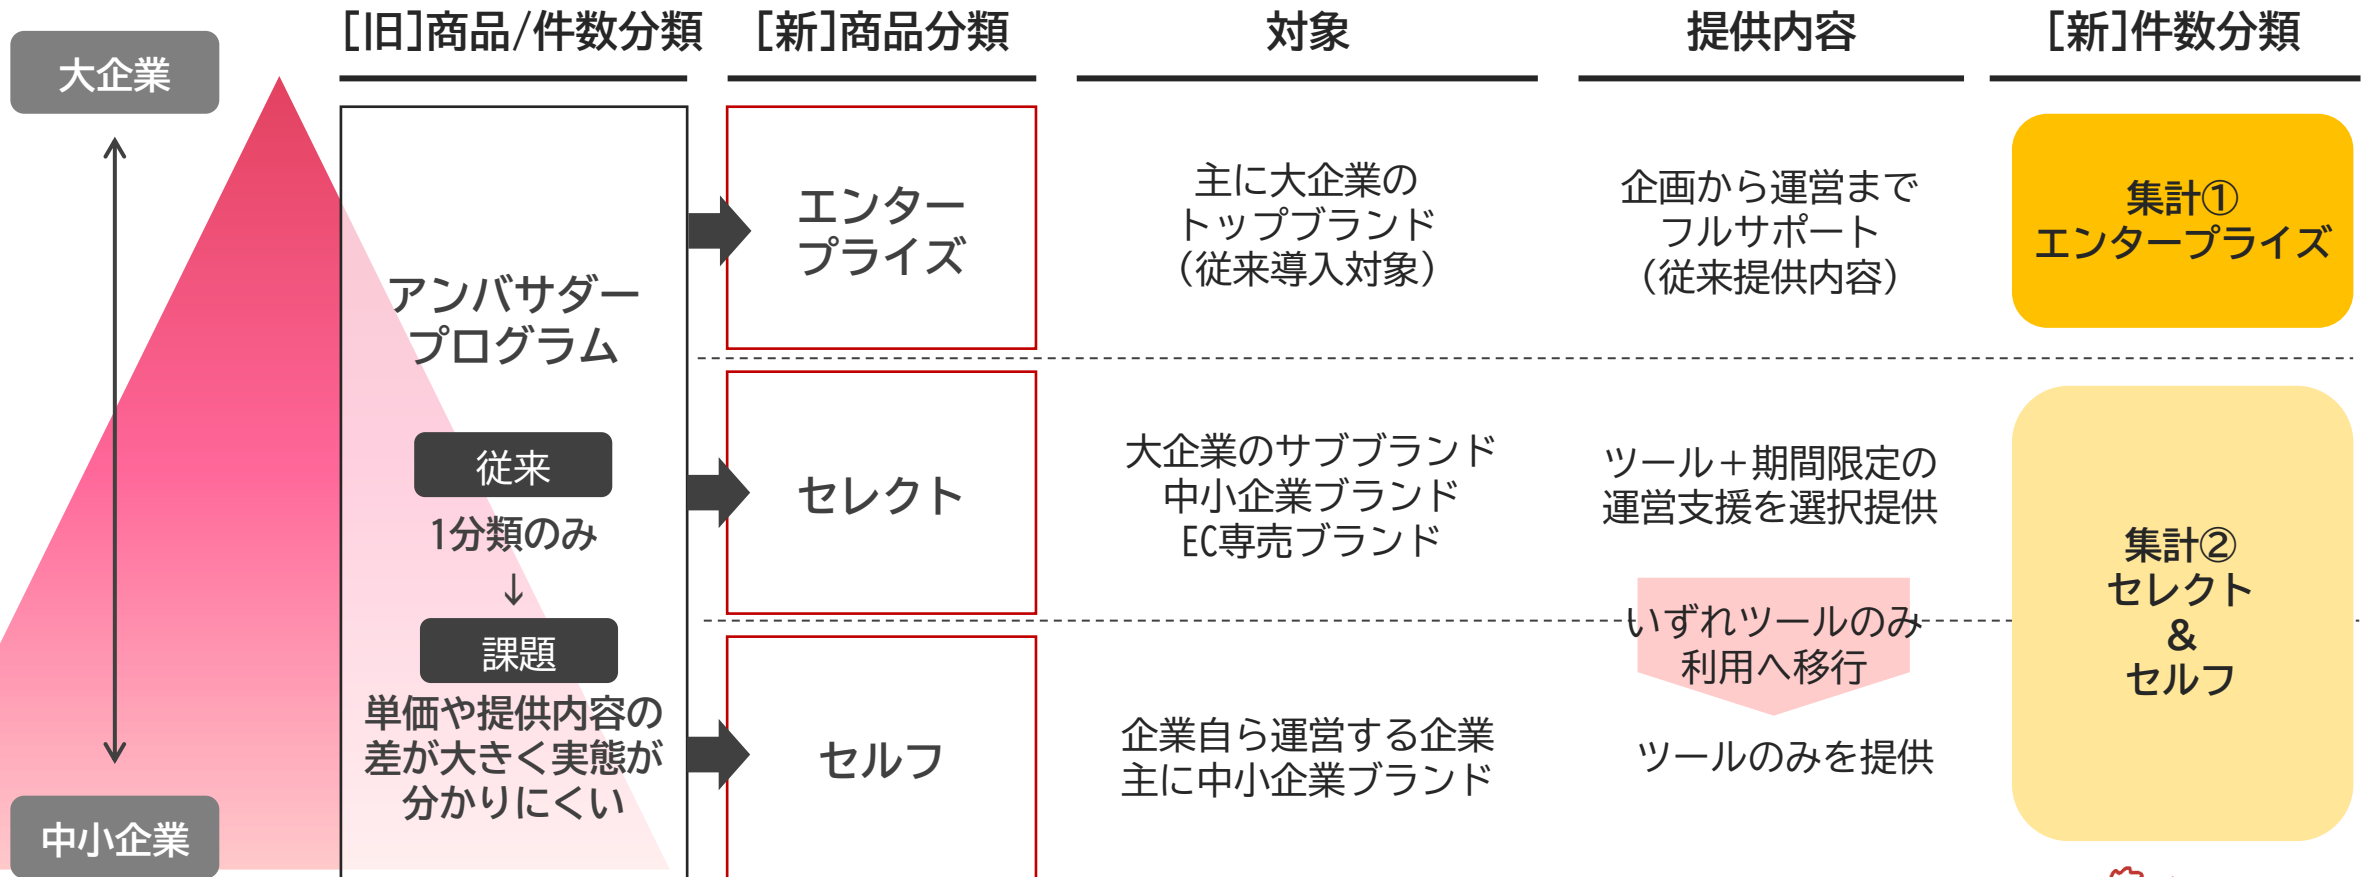 [旧]商品/件数分類
[新]商品分類
対象
提供内容
[新]件数分類
大企業
中小企業
アンバサダー
プログラム
従来
1分類のみ
↓
課題
単価や提供内容の
差が大きく実態が
分かりにくい
エンター
プライズ
主に大企業の
トップブランド
（従来導入対象）
企画から運営まで
フルサポート
（従来提供内容）
集計①
エンタープライズ
セレクト
大企業のサブブランド
中小企業ブランド
EC専売ブランド
ツール＋期間限定の
運営支援を選択提供
いずれツールのみ
利用へ移行
セルフ
企業自ら運営する企業
主に中小企業ブランド
ツールのみを提供
集計②
セレクト
&
セルフ